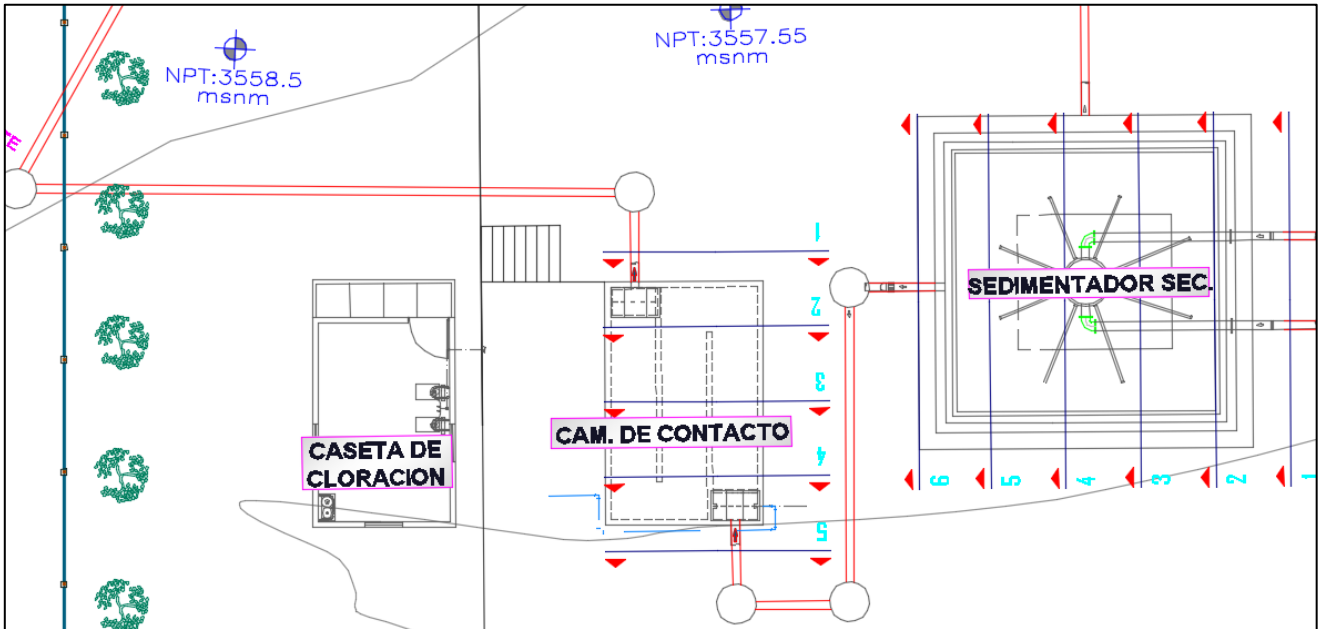 NPT:3558.5
msnm
NPT:3557.55
msnm
TE
1
2
3
4
5
SEDIMENTADOR SEC.
CAM. DE CONTACTO
CASETA DE
CLORACION
6
5
4
3
2
1